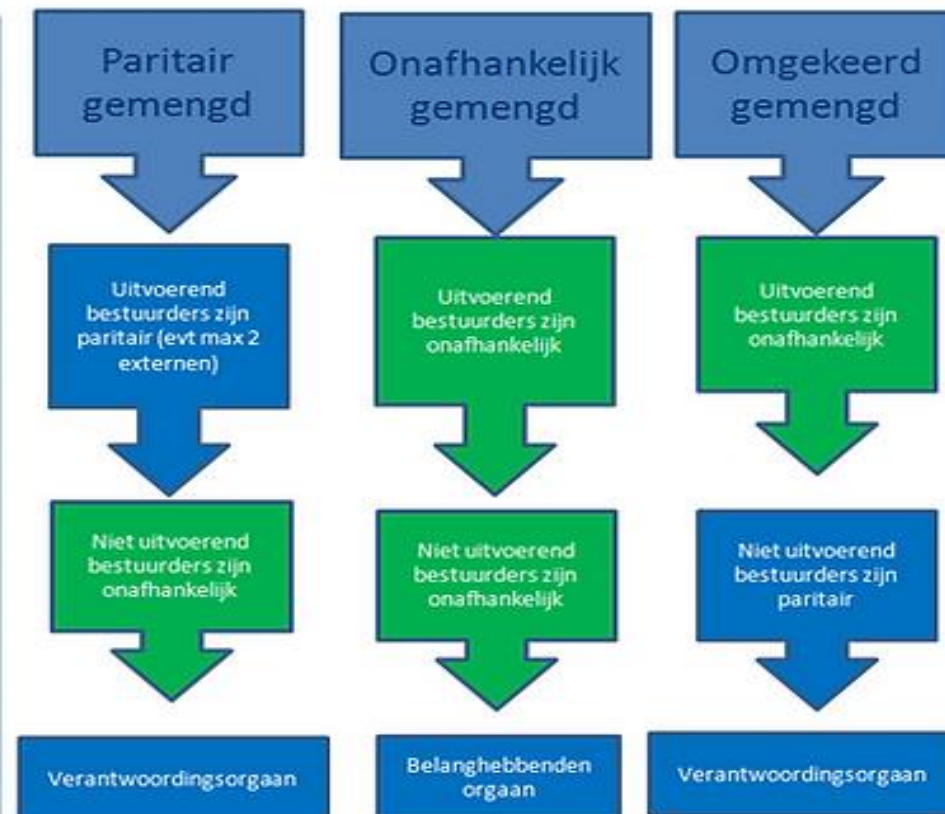 Paritair
gemengd
Uitvoerend
bestuurders zijn
paritair (evt max 2
externen)
Niet uitvoerend
bestuurders zijn
onafhankelijk
Verantwoordingsorgaan
Onafhankelijk
gemengd
Uitvoerend
bestuurders zijn
onafhankelijk
Niet uitvoerend
bestuurders zijn
onafhankelijk
Belanghebbenden
orgaan
Omgekeerd
gemengd
Uitvoerend
bestuurders zijn
onafhankelijk
Niet uitvoerend
bestuurders zijn
paritair
Verantwoordingsorgaan